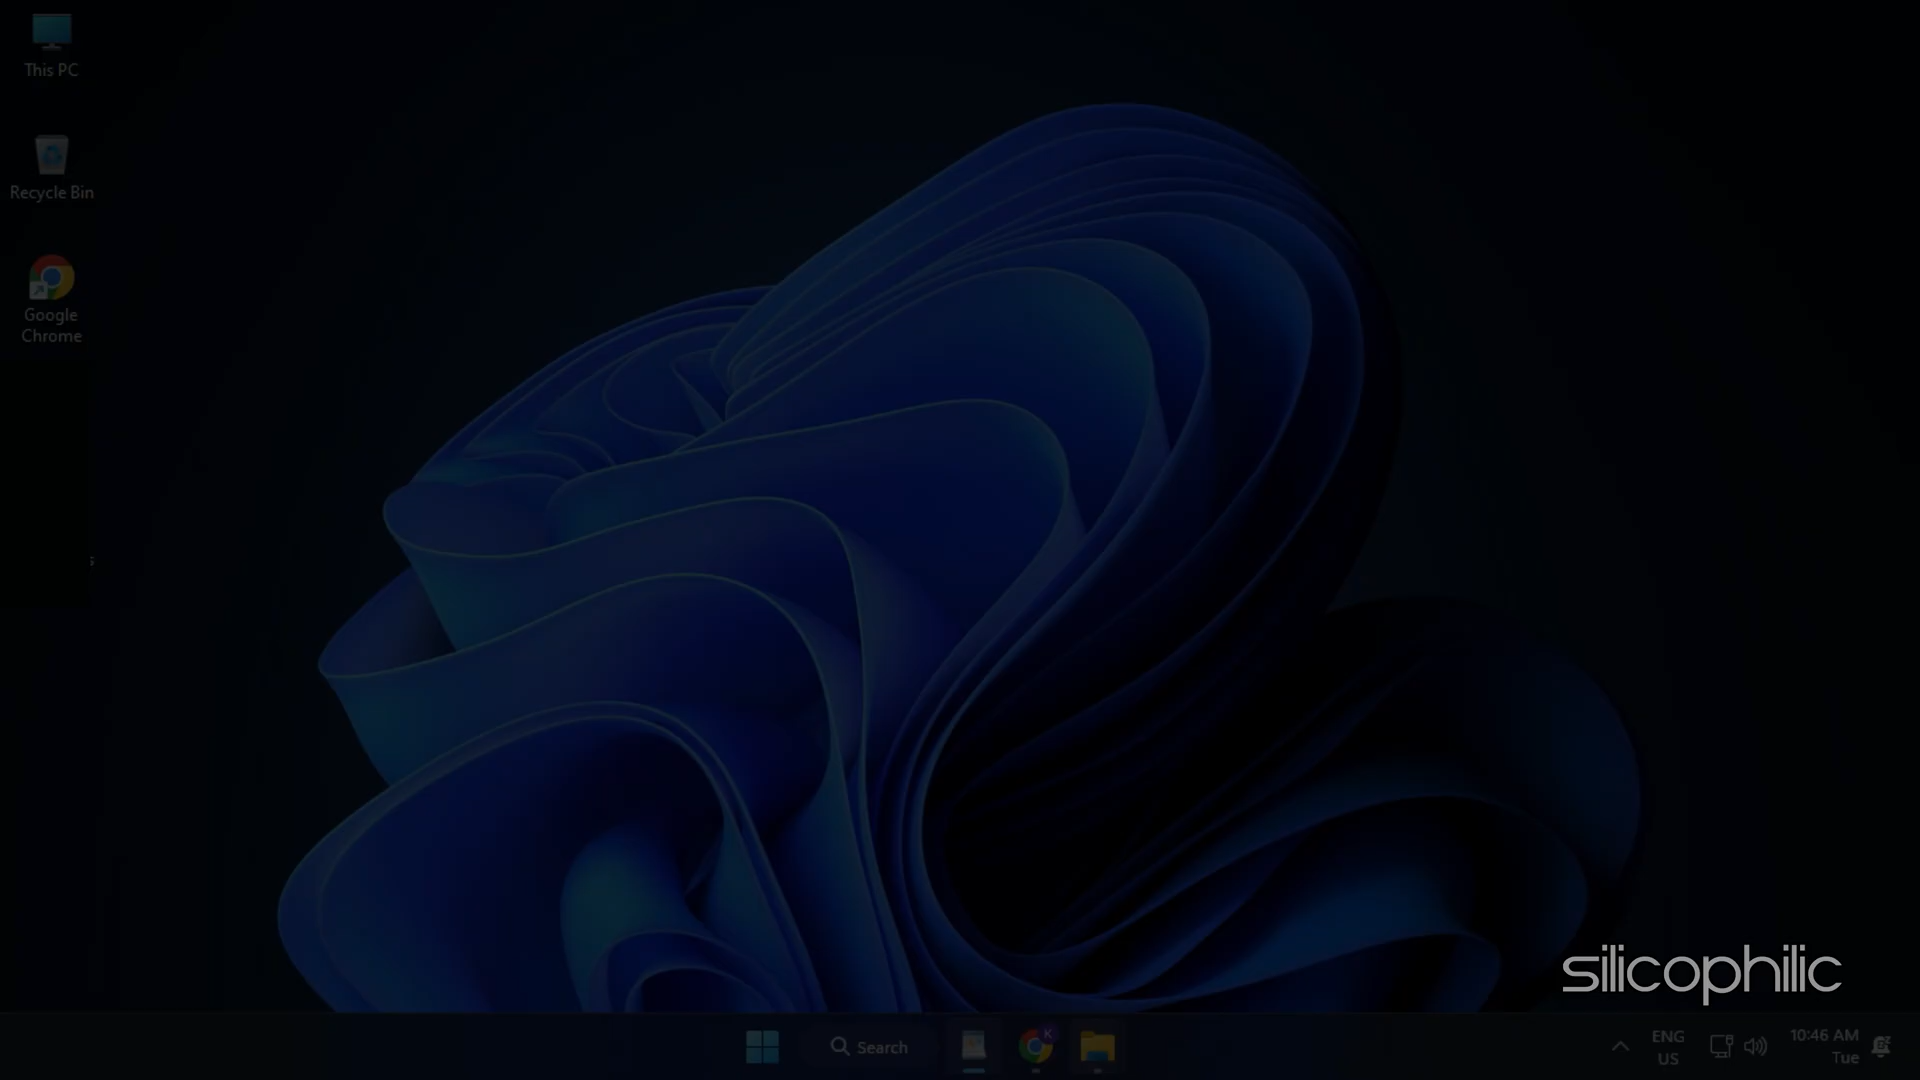 This PC
Recycle Bin
Google
Chrome
s
silicophilic
Search
K
ENG
US
10:46 AM
Tue